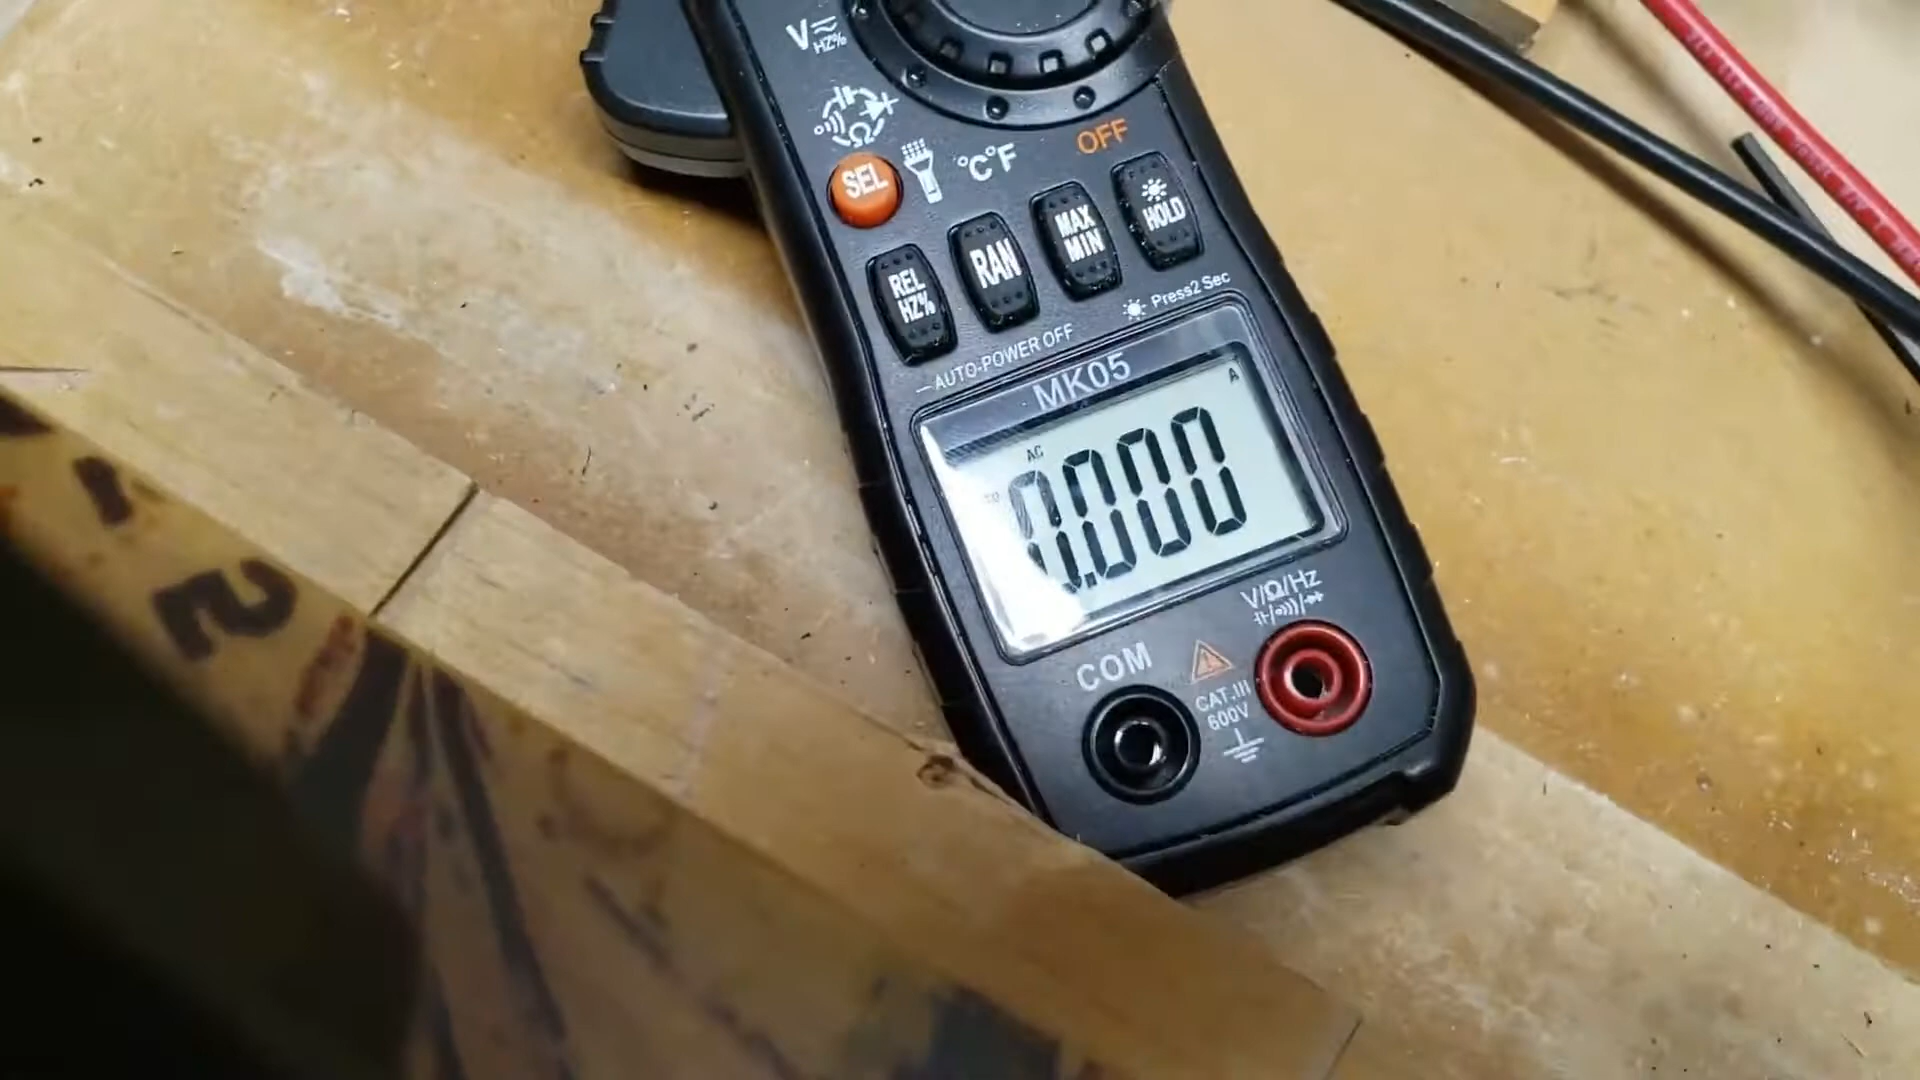 V
HZ%
Ω
SEL
°C°F
OFF
REL
HZ%
RAN
MAX
MIN
HOLD
Press2 Sec
AUTO-POWER OFF
MK05
A
AC
0.000
V/Ω/Hz
COM
CAT.III
600V
2